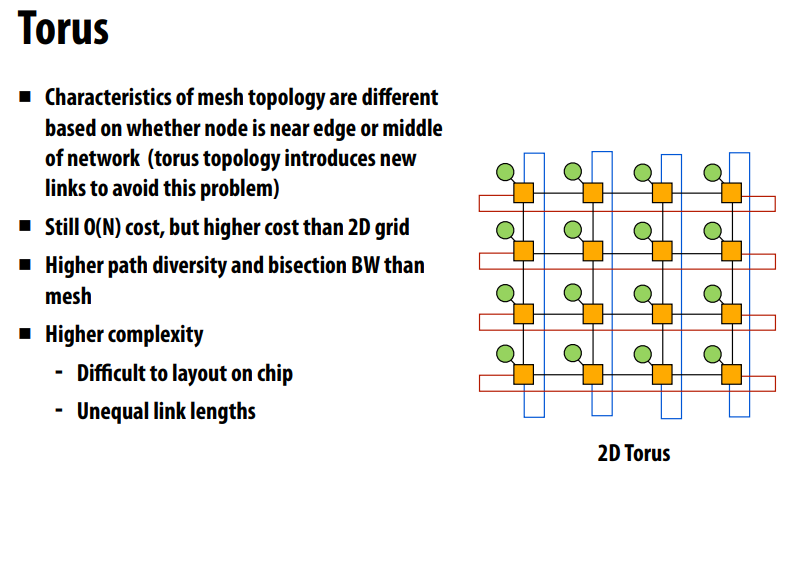 Torus
■ Characteristics of mesh topology are different
based on whether node is near edge or middle
of network (torus topology introduces new
links to avoid this problem)
■ Still O(N) cost, but higher cost than 2D grid
■ Higher path diversity and bisection BW than
mesh
■ Higher complexity
- Difficult to layout on chip
- Unequal link lengths
2D Torus